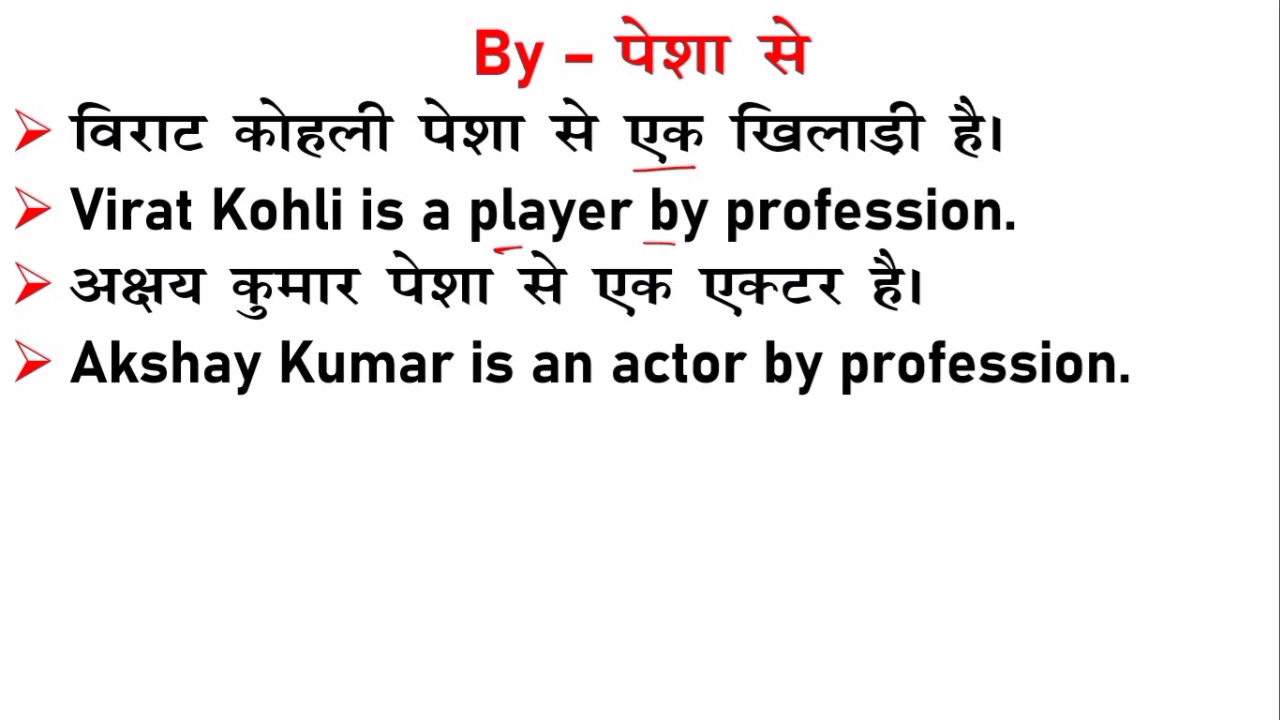 By – पेशा से
विराट कोहली पेशा से एक खिलाड़ी है।
Virat Kohli is a player by profession.
अक्षय कुमार पेशा से एक एक्टर है।
Akshay Kumar is an actor by profession.